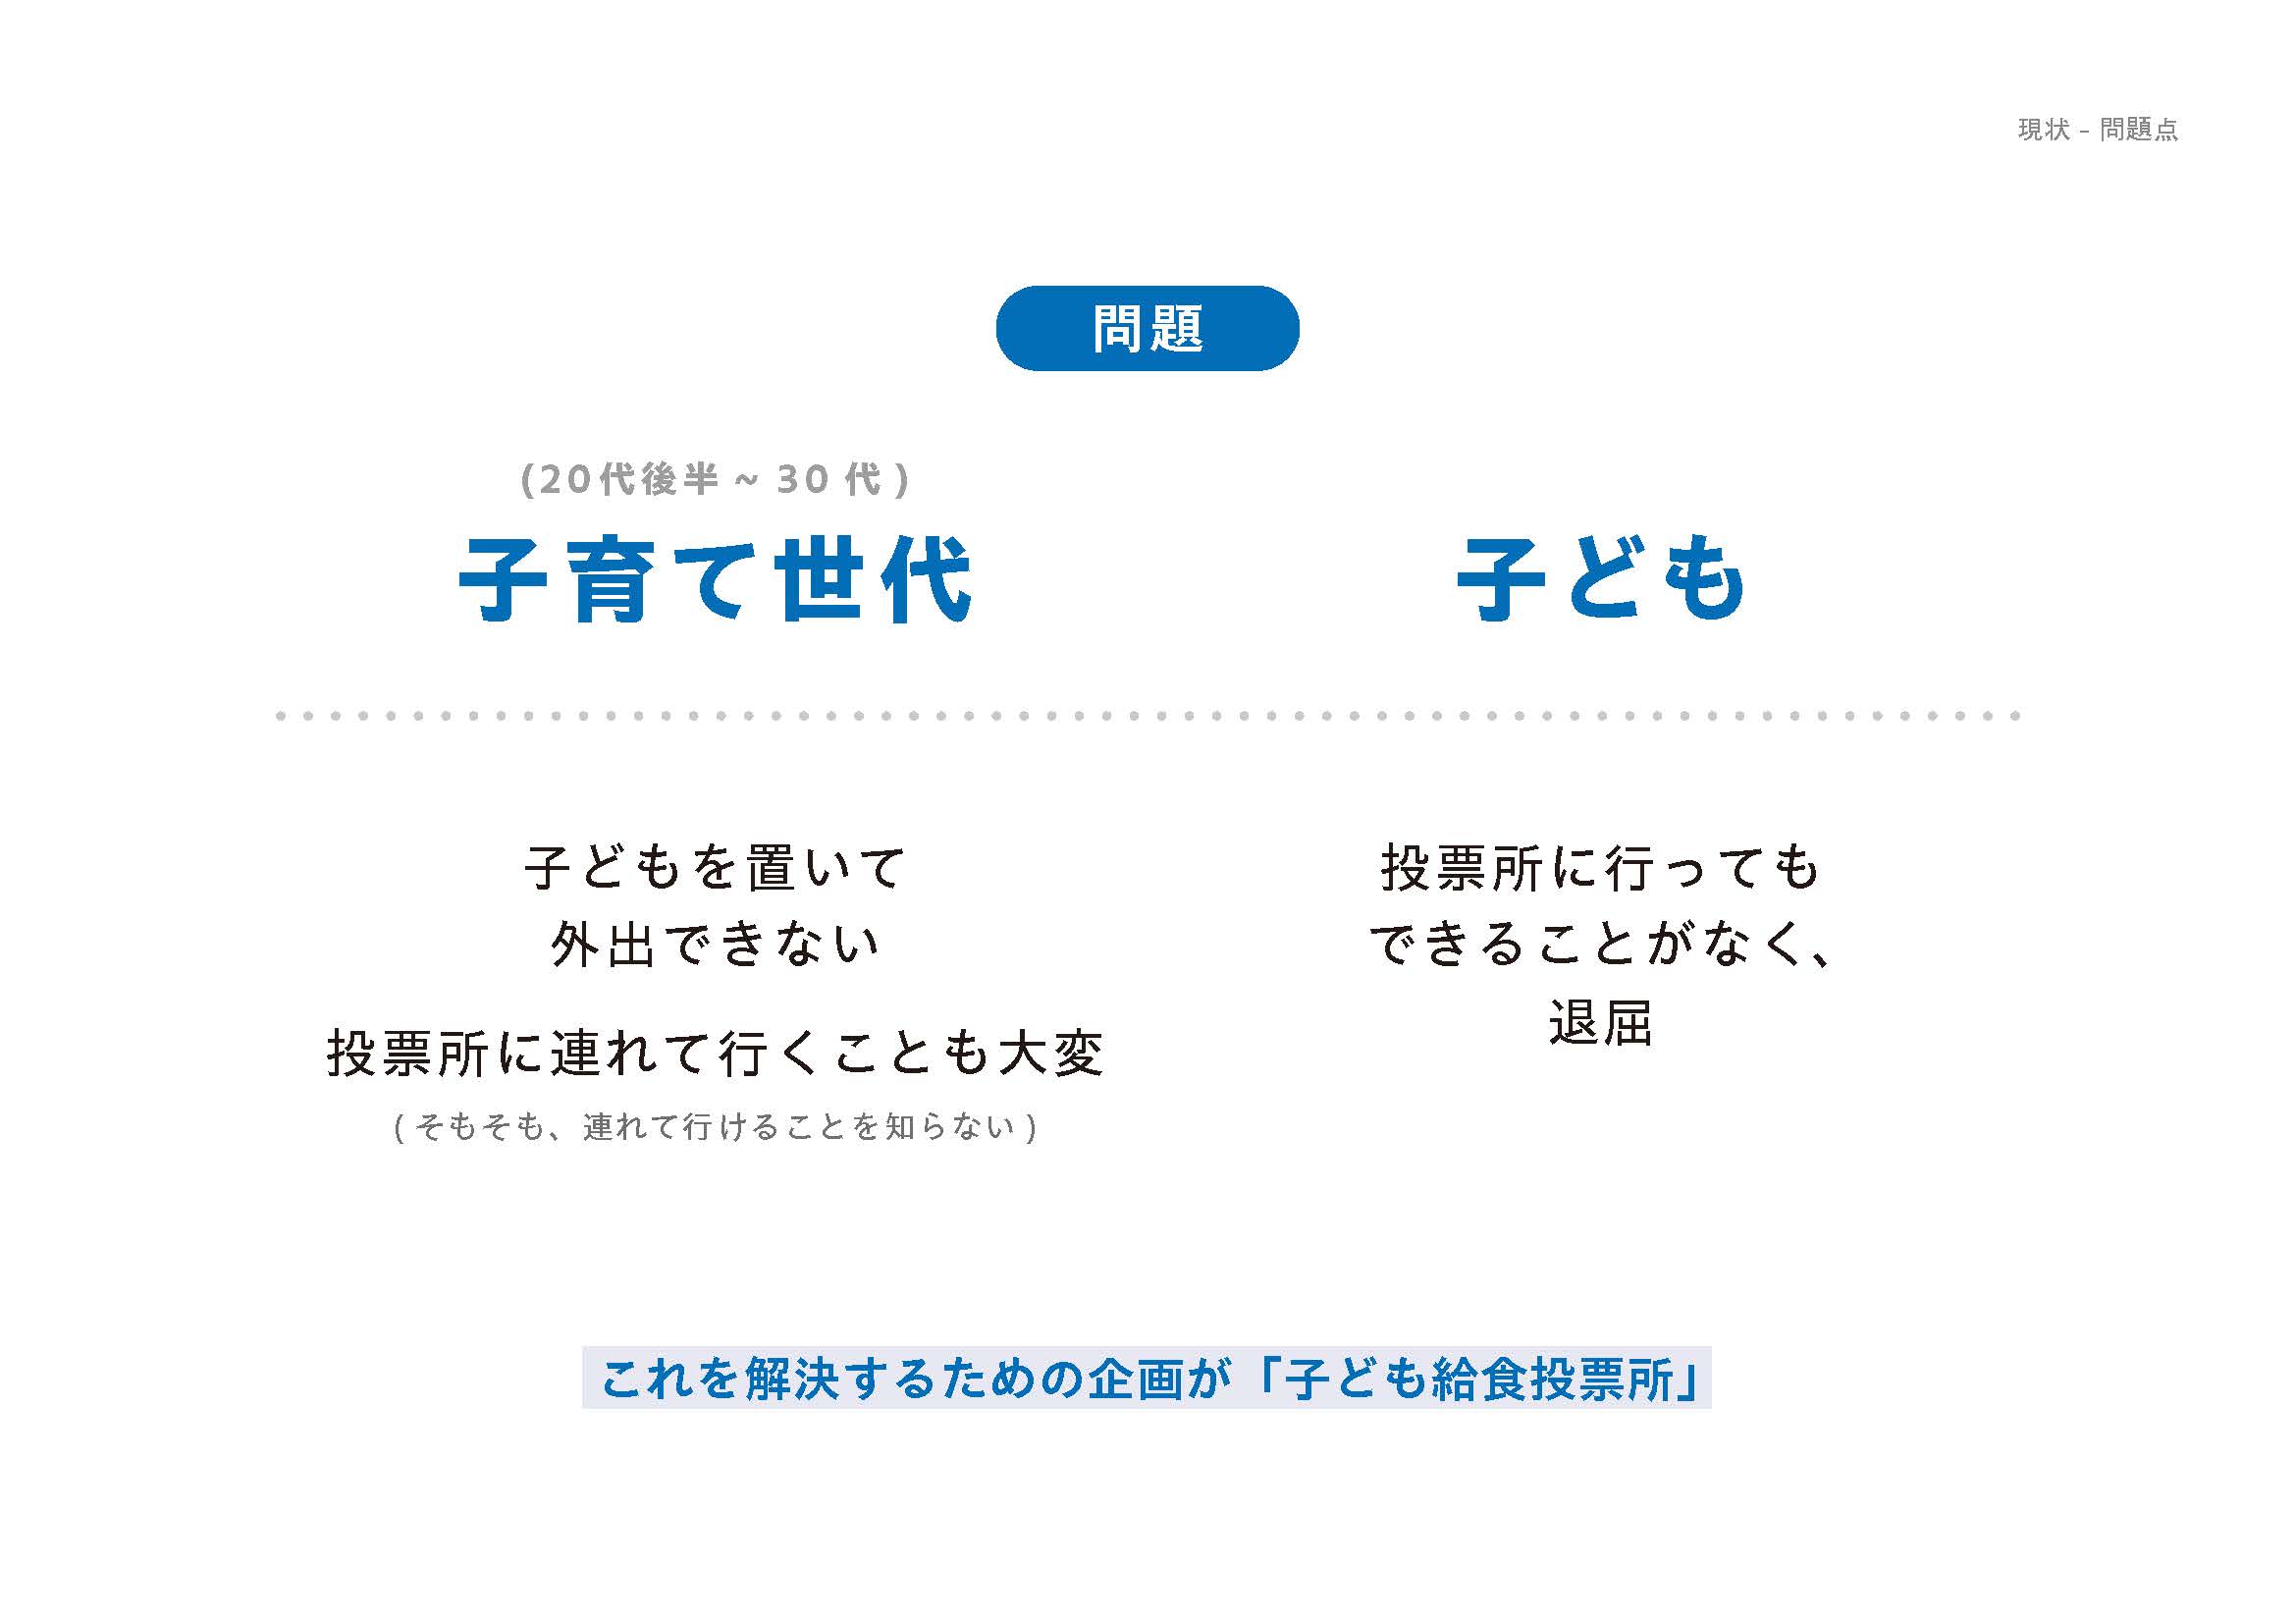 現状 – 問題点
問題
(20代後半 ~ 30 代 )
子育て世代
子どもを置いて
外出できない
投票所に連れて行くことも大変
( そもそも、連れて行けることを知らない )
子ども
投票所に行っても
できることがなく、
退屈
これを解決するための企画が「子ども給食投票所」